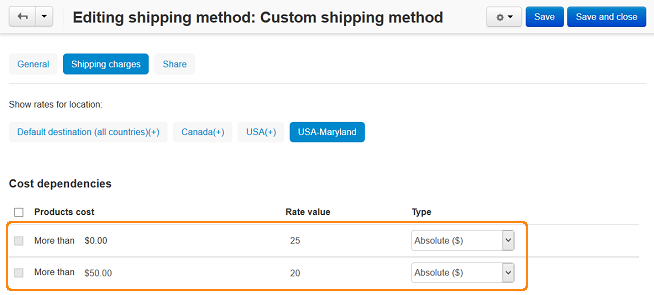 Editing shipping method: Custom shipping method
Save
Save and close
General
Shipping charges
Share
Show rates for location:
Default destination (all countries)(+)
Canada(+)
USA(+)
USA-Maryland
Cost dependencies
Products cost Rate value Type
More than $0.00 25 Absolute ($)
More than $50.00 20 Absolute ($)